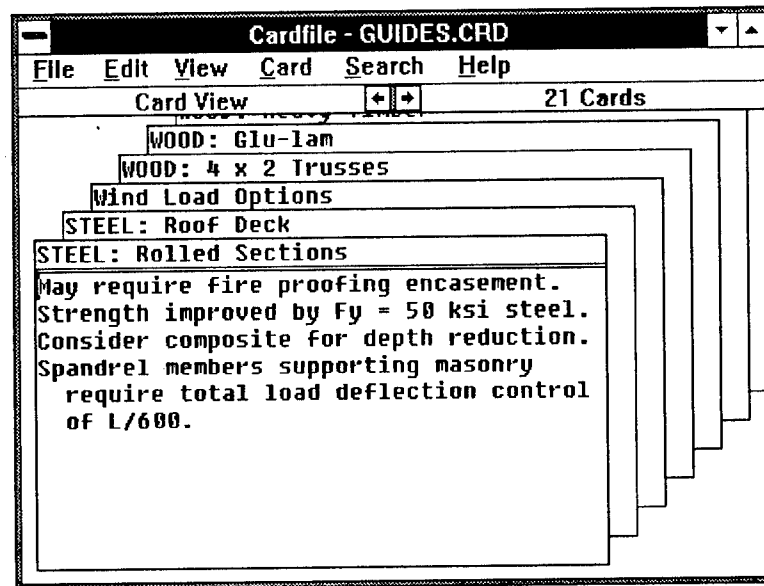 Cardfile - GUIDES.CRD
File Edit View Card Search Help
Card View 21 Cards
WOOD: Heavy Timber
WOOD: Glu-lam
WOOD: 4 x 2 Trusses
Wind Load Options
STEEL: Roof Deck
STEEL: Rolled Sections
May require fire proofing encasement.
Strength improved by Fy = 50 ksi steel.
Consider composite for depth reduction.
Spandrel members supporting masonry
require total load deflection control
of L/600.